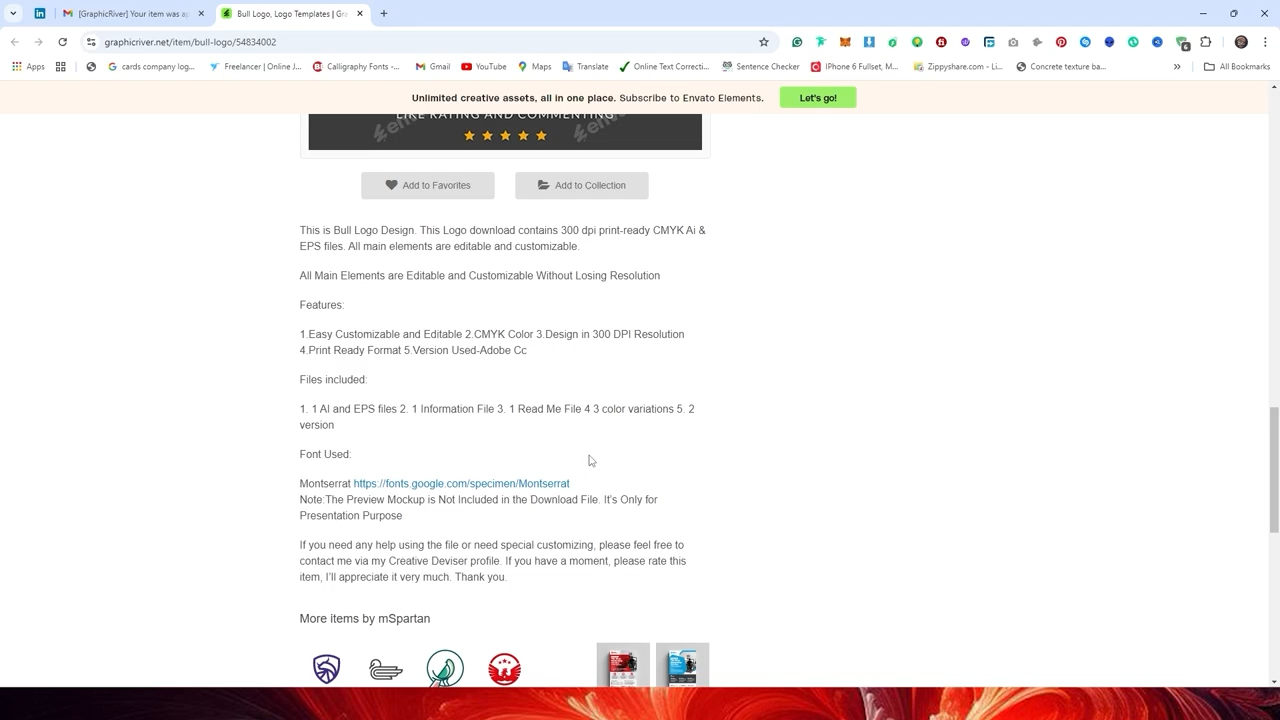 [GraphicRiver] Your item was ap
Bull Logo, Logo Templates | Gra
graphicriver.net/item/bull-logo/54834002
6
Apps
cards company log...
Freelancer | Online J...
Calligraphy Fonts -...
Gmail
YouTube
Maps
Translate
Online Text Correcti...
Sentence Checker
IPhone 6 Fullset, M...
Zippyshare.com - Li...
Concrete texture ba...
All Bookmarks
Unlimited creative assets, all in one place. Subscribe to Envato Elements.
Let's go!
LIKE RATING AND COMMENTING
Add to Favorites
Add to Collection
This is Bull Logo Design. This Logo download contains 300 dpi print-ready CMYK Ai &
EPS files. All main elements are editable and customizable.
All Main Elements are Editable and Customizable Without Losing Resolution
Features:
1.Easy Customizable and Editable 2.CMYK Color 3.Design in 300 DPI Resolution
4.Print Ready Format 5.Version Used-Adobe Cc
Files included:
1. 1 AI and EPS files 2. 1 Information File 3. 1 Read Me File 4 3 color variations 5. 2
version
Font Used:
Montserrat https://fonts.google.com/specimen/Montserrat
Note:The Preview Mockup is Not Included in the Download File. It's Only for
Presentation Purpose
If you need any help using the file or need special customizing, please feel free to
contact me via my Creative Deviser profile. If you have a moment, please rate this
item, I'll appreciate it very much. Thank you.
More items by mSpartan